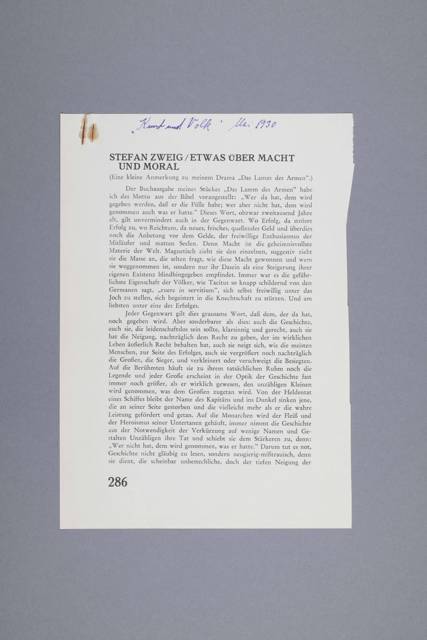 „Kunst und Volk“ Mai 1930
STEFAN ZWEIG / ETWAS ÜBER MACHT
UND MORAL
(Eine kleine Anmerkung zu meinem Drama „Das Lamm des Armen“.)
Der Buchausgabe meines Stückes „Das Lamm des Armen“ habe
ich das Motto aus der Bibel vorangestellt: „Wer da hat, dem wird
gegeben werden, daß er die Fülle habe; wer aber nicht hat, dem wird
genommen auch was er hatte.“ Dieses Wort, obzwar zweitausend Jahre
alt, gilt unvermindert auch in der Gegenwart. Wo Erfolg, da strömt
Erfolg zu, wo Reichtum, da neues, frisches, quellendes Geld und überdies
noch die Anbetung vor dem Gelde, der freiwillige Enthusiasmus der
Mitläufer und matten Seelen. Denn Macht ist die geheimnisvollste
Materie der Welt. Magnetisch zieht sie den einzelnen, suggestiv zieht
sie die Masse an, die selten fragt, wie diese Macht gewonnen und wem
sie weggenommen ist, sondern nur ihr Dasein als eine Steigerung ihrer
eigenen Existenz blindhingegeben empfindet. Immer war es die gefähr-
lichste Eigenschaft der Völker, wie Tacitus so knapp schildernd von den
Germanen sagt, „ruere in servitium“, sich selbst freiwillig unter das
Joch zu stellen, sich begeistert in die Knechtschaft zu stürzen. Und am
liebsten unter eine des Erfolges.
Jeder Gegenwart gilt dies grausame Wort, daß dem, der da hat,
noch gegeben wird. Aber sonderbarer als dies: auch die Geschichte,
auch sie, die leidenschaftslos sein sollte, klarsinnig und gerecht, auch sie
hat die Neigung, nachträglich dem Recht zu geben, der im wirklichen
Leben äußerlich Recht behalten hat, auch sie neigt sich, wie die meisten
Menschen, zur Seite des Erfolges, auch sie vergrößert noch nachträglich
die Großen, die Sieger, und verkleinert oder verschweigt die Besiegten.
Auf die Berühmten häuft sie zu ihrem tatsächlichen Ruhm noch die
Legende und jeder Große erscheint in der Optik der Geschichte fast
immer noch größer, als er wirklich gewesen, den unzähligen Kleinen
wird genommen, was dem Großen zugetan wird. Von der Heldentat
eines Schiffes bleibt der Name des Kapitäns und ins Dunkel sinken jene,
die an seiner Seite gestorben und die vielleicht mehr als er die wahre
Leistung gefördert und getan. Auf die Monarchen wird der Fleiß und
der Heroismus seiner Untertanen gehäuft, immer nimmt die Geschichte
aus der Notwendigkeit der Verkürzung auf wenige Namen und Ge-
stalten Unzähligen ihre Tat und schiebt sie dem Stärkeren zu, denn:
„Wer nicht hat, dem wird genommen, was er hatte.“ Darum tut es not,
Geschichte nicht gläubig zu lesen, sondern neugierig-mißtrauisch, denn
sie dient, die scheinbar unbestechliche, doch der tiefen Neigung der
286